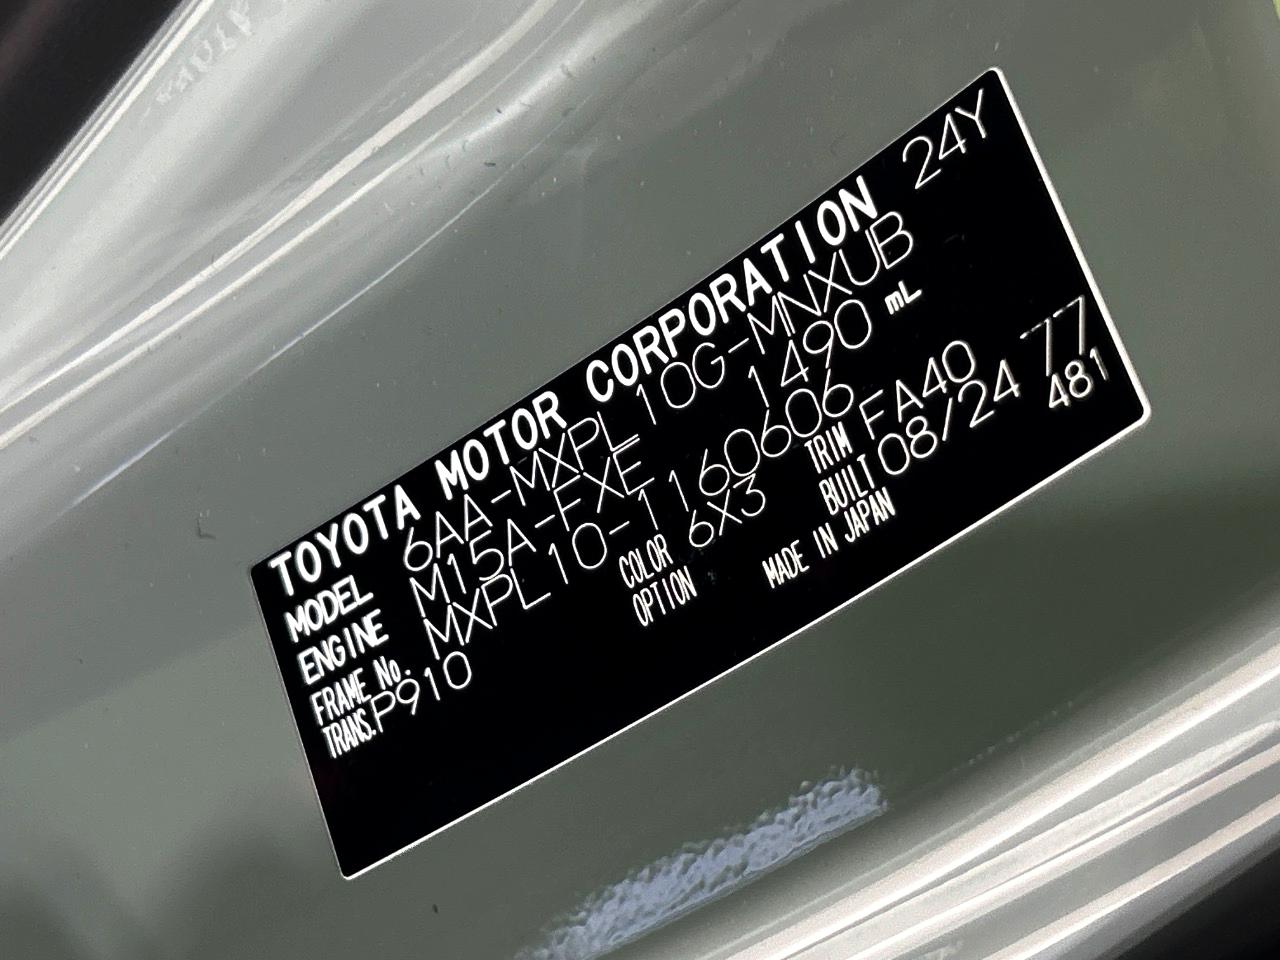 24Y
TOYOTA MOTOR CORPORATION
MODEL 6AA-MXPL10G-MNXUB
ENGINE M15A-FXE 1490 mL
FRAME No. MXPL10-1160606
COLOR 6X3 TRIM FA40 77
TRANS. P910 OPTION BUILT 08/24 481
MADE IN JAPAN